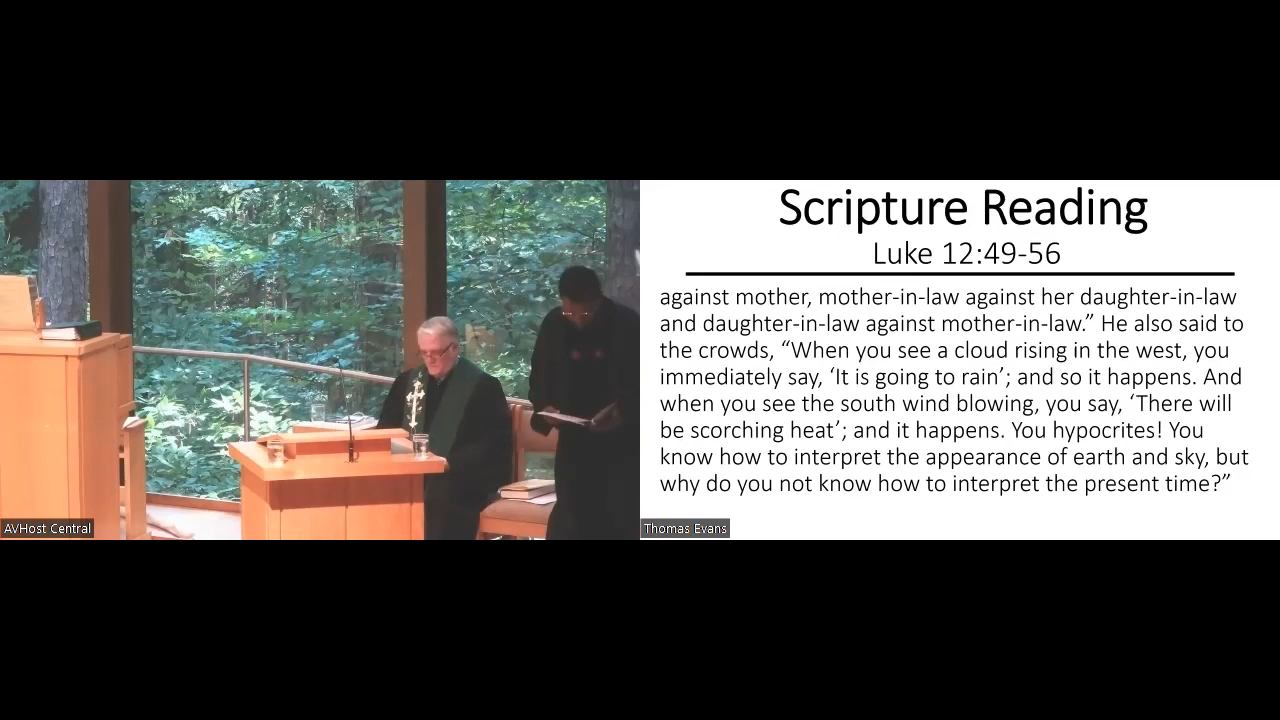 Scripture Reading
Luke 12:49-56
against mother, mother-in-law against her daughter-in-law
and daughter-in-law against mother-in-law.” He also said to
the crowds, “When you see a cloud rising in the west, you
immediately say, ‘It is going to rain’; and so it happens. And
when you see the south wind blowing, you say, ‘There will
be scorching heat’; and it happens. You hypocrites! You
know how to interpret the appearance of earth and sky, but
why do you not know how to interpret the present time?”
AVHost Central
Thomas Evans